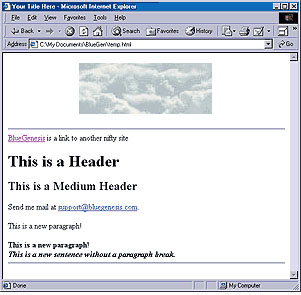 Your Title Here - Microsoft Internet Explorer
File Edit View Favorites Tools Help
Back Search Favorites History
Address C:\My Documents\BlueGen\temp.html Go
BlueGenesis is a link to another nifty site
This is a Header
This is a Medium Header
Send me mail at support@bluegenesis.com.
This is a new paragraph!
This is a new paragraph!
This is a new sentence without a paragraph break.
Done My Computer